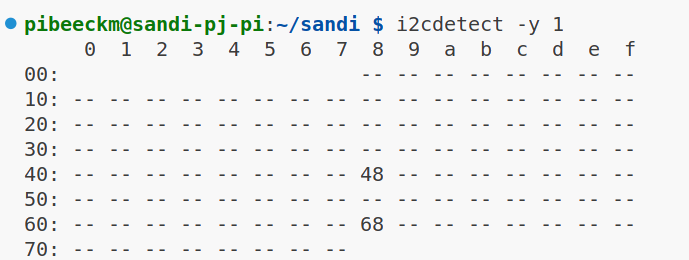 pibeeckm@sandi-pj-pi:~/sandi $ i2cdetect -y 1
     0  1  2  3  4  5  6  7  8  9  a  b  c  d  e  f
00:                         -- -- -- -- -- -- -- --
10: -- -- -- -- -- -- -- -- -- -- -- -- -- -- -- --
20: -- -- -- -- -- -- -- -- -- -- -- -- -- -- -- --
30: -- -- -- -- -- -- -- -- -- -- -- -- -- -- -- --
40: -- -- -- -- -- -- -- -- 48 -- -- -- -- -- -- --
50: -- -- -- -- -- -- -- -- -- -- -- -- -- -- -- --
60: -- -- -- -- -- -- -- -- 68 -- -- -- -- -- -- --
70: -- -- -- -- -- -- -- --